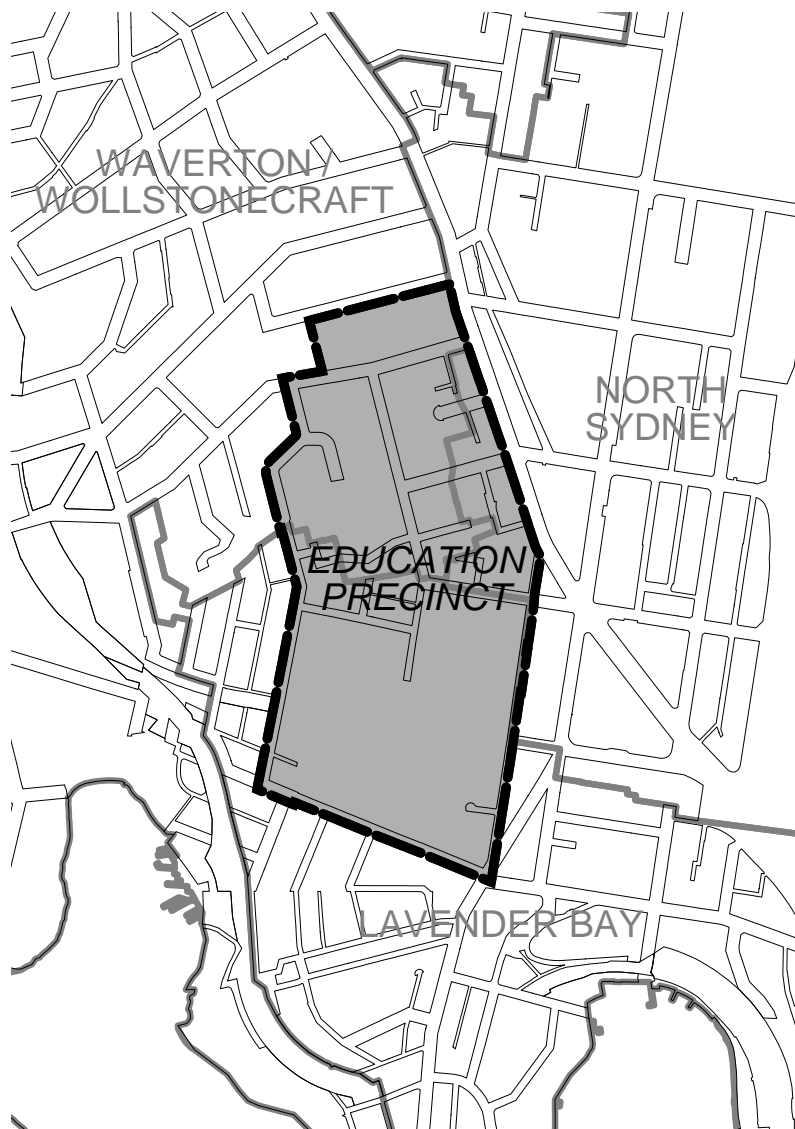 WAVERTON /
WOLLSTONECRAFT
NORTH
SYDNEY
EDUCATION
PRECINCT
LAVENDER BAY